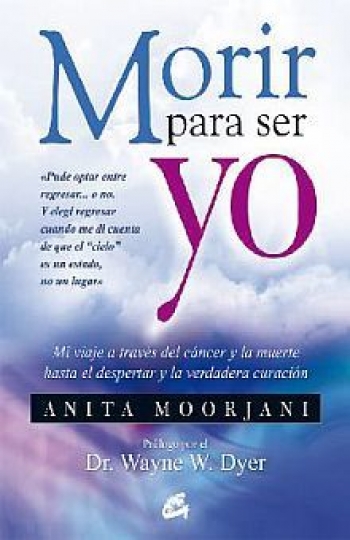 Morir
para ser
yo
«Pude optar entre
regresar... o no.
Y elegí regresar
cuando me di cuenta
de que el "cielo"
es un estado,
no un lugar»
Mi viaje a través del cáncer y la muerte
hasta el despertar y la verdadera curación
ANITA MOORJANI
Prólogo por el
Dr. Wayne W. Dyer